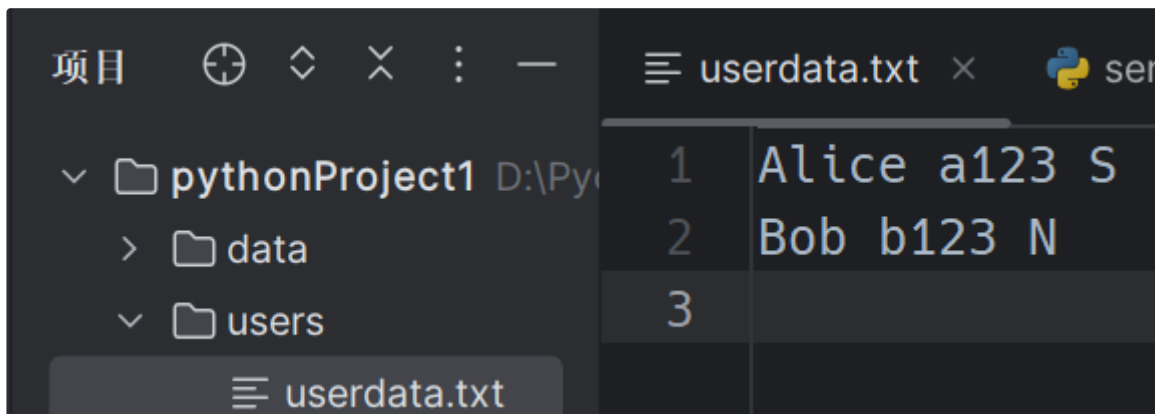 项目
pythonProject1 D:\Py
data
users
userdata.txt
userdata.txt
1 Alice a123 S
2 Bob b123 N
3